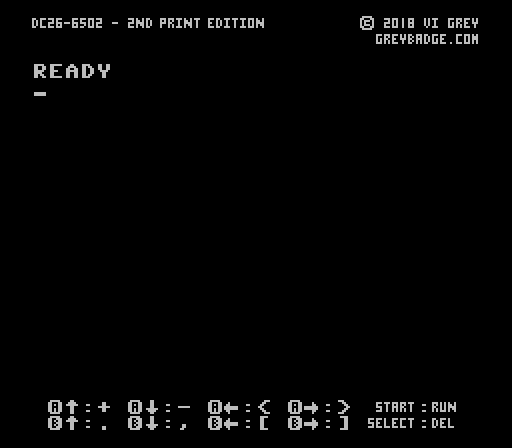 DC26-6502 - 2ND PRINT EDITION
© 2018 VI GREY
GREYBADGE.COM
READY
_
A↑:+ A↓:- A←:< A→:> START:RUN
B↑:. B↓:, B←:[ B→:] SELECT:DEL